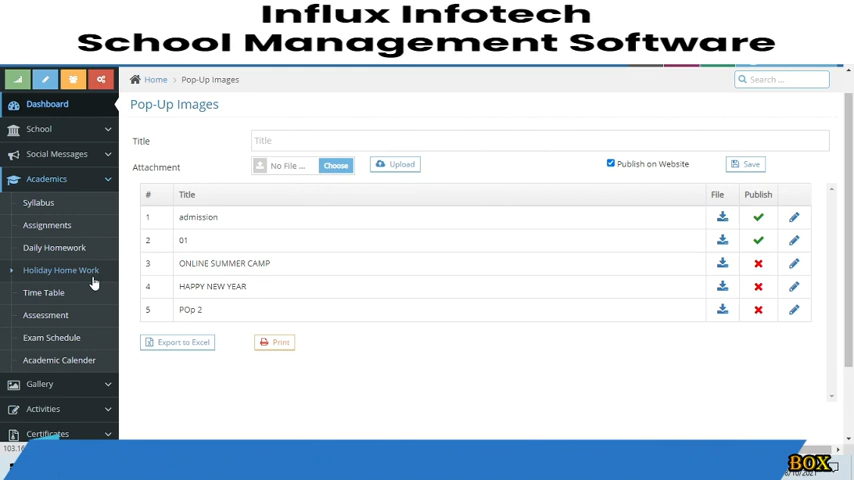 Influx Infotech
School Management Software
Home > Pop-Up Images
Search ...
Dashboard
School
Social Messages
Academics
Syllabus
Assignments
Daily Homework
Holiday Home Work
Time Table
Assessment
Exam Schedule
Academic Calender
Gallery
Activities
Certificates
Pop-Up Images
Title
Title
Attachment
No File ...
Choose
Upload
Publish on Website
Save
# Title File Publish
1 admission
2 01
3 ONLINE SUMMER CAMP
4 HAPPY NEW YEAR
5 POp 2
Export to Excel
Print
BOX